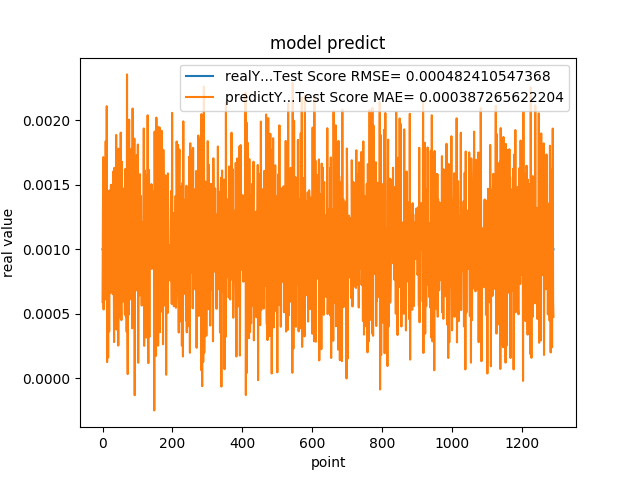 model predict
realY...Test Score RMSE= 0.000482410547368
predictY...Test Score MAE= 0.000387265622204
0.0020
0.0015
0.0010
0.0005
0.0000
real value
0 200 400 600 800 1000 1200
point